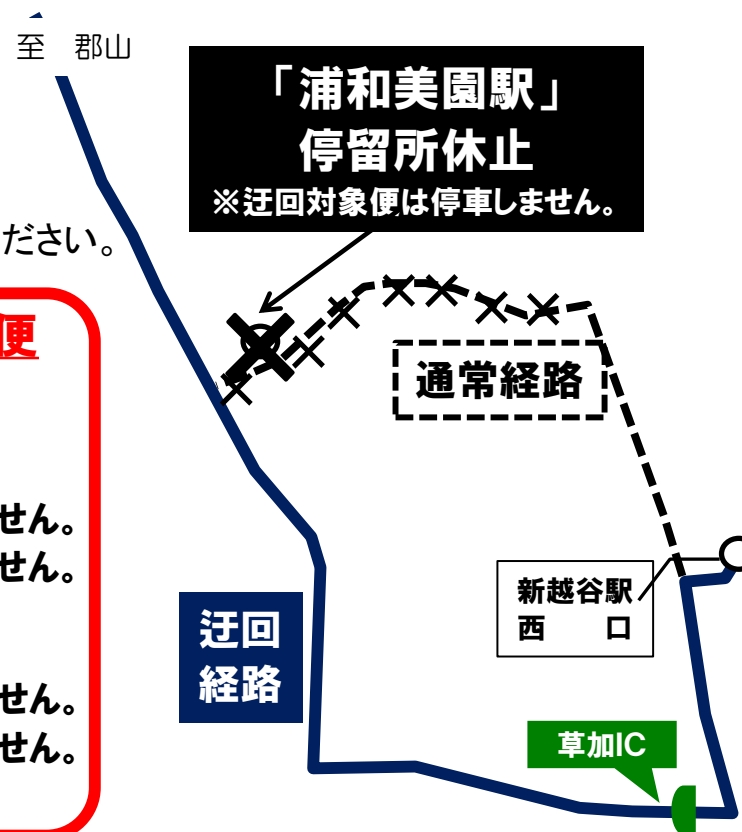 至 郡山
「浦和美園駅」
停留所休止
※迂回対象便は停車しません。
ださい。
便
通常経路
せん。
せん。
新越谷駅
西 口
迂回
経路
せん。
せん。
草加IC